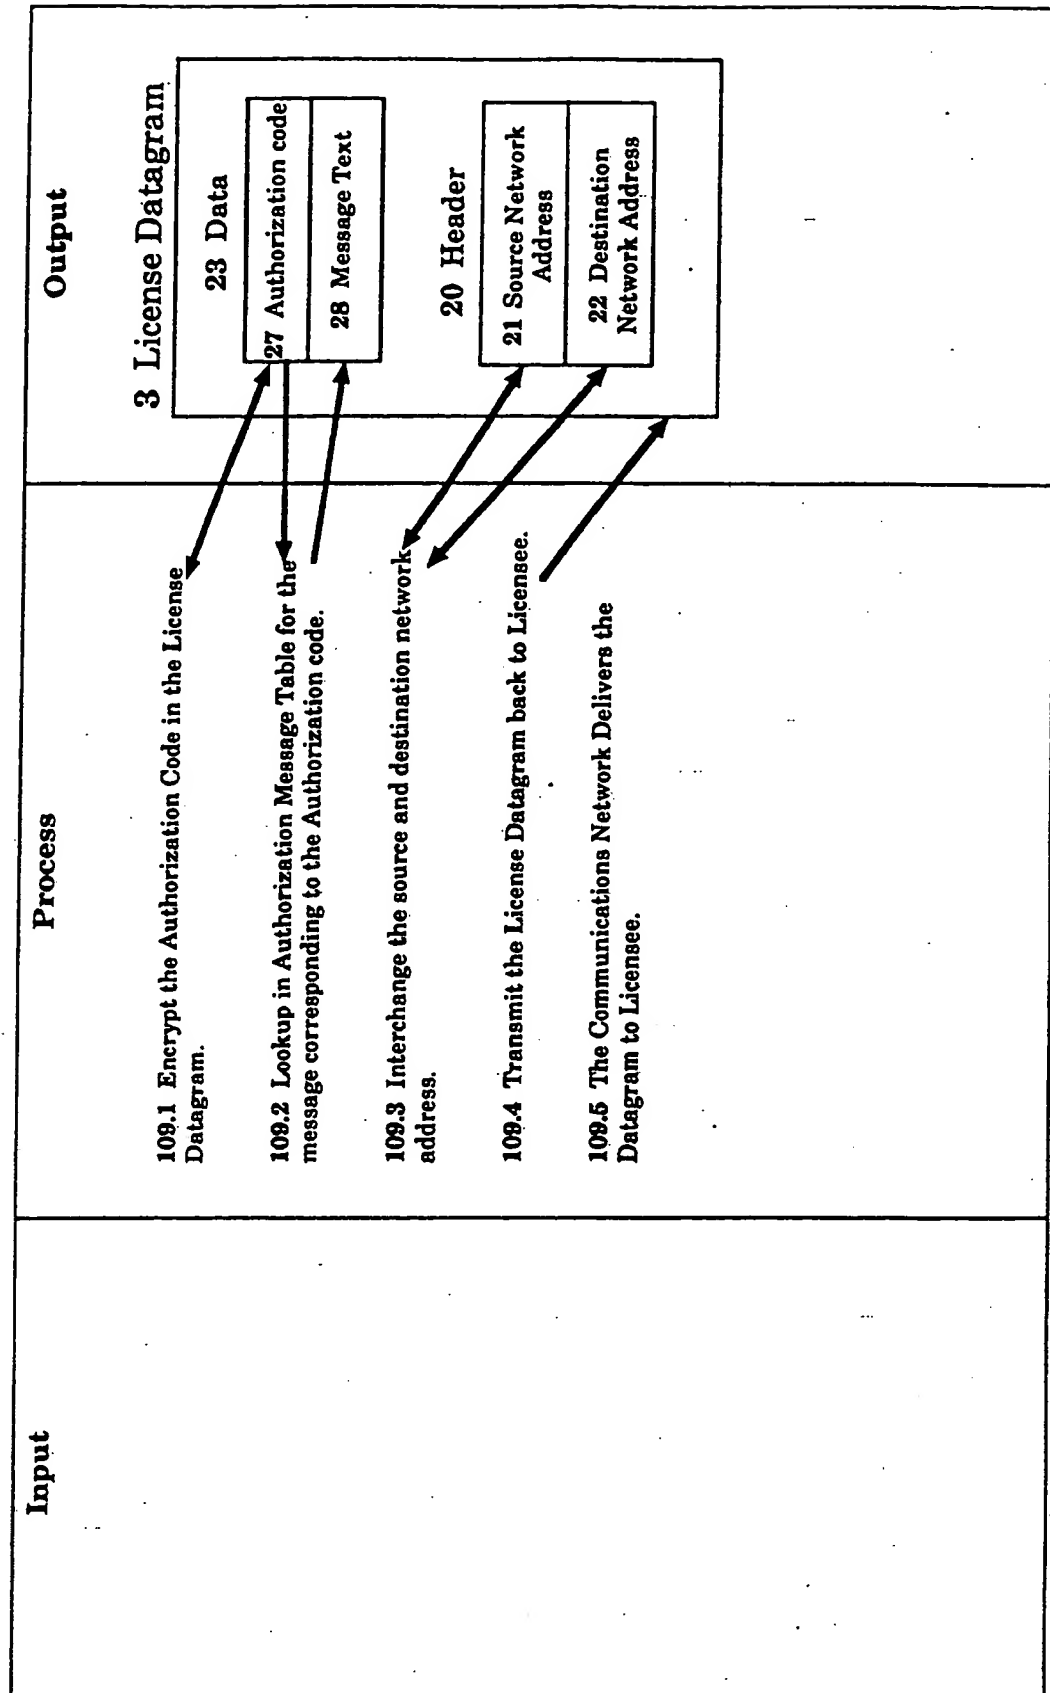 Input
Process
Output
109.1 Encrypt the Authorization Code in the License
Datagram.
109.2 Lookup in Authorization Message Table for the
message corresponding to the Authorization code.
109.3 Interchange the source and destination network
address.
109.4 Transmit the License Datagram back to Licensee.
109.5 The Communications Network Delivers the
Datagram to Licensee.
3 License Datagram
23 Data
27 Authorization code
28 Message Text
20 Header
21 Source Network
Address
22 Destination
Network Address